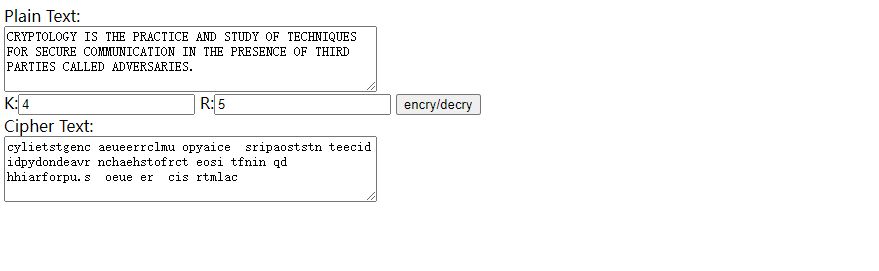 Plain Text:
CRYPTOLOGY IS THE PRACTICE AND STUDY OF TECHNIQUES
FOR SECURE COMMUNICATION IN THE PRESENCE OF THIRD
PARTIES CALLED ADVERSARIES.
K:4 R:5 encry/decry
Cipher Text:
cylietstgenc aeueerrclmu opyaice  sripaoststn teecid
idpydondeavr nchaehstofrct eosi tfnin qd
hhiarforpu.s  oeue er  cis rtmlac